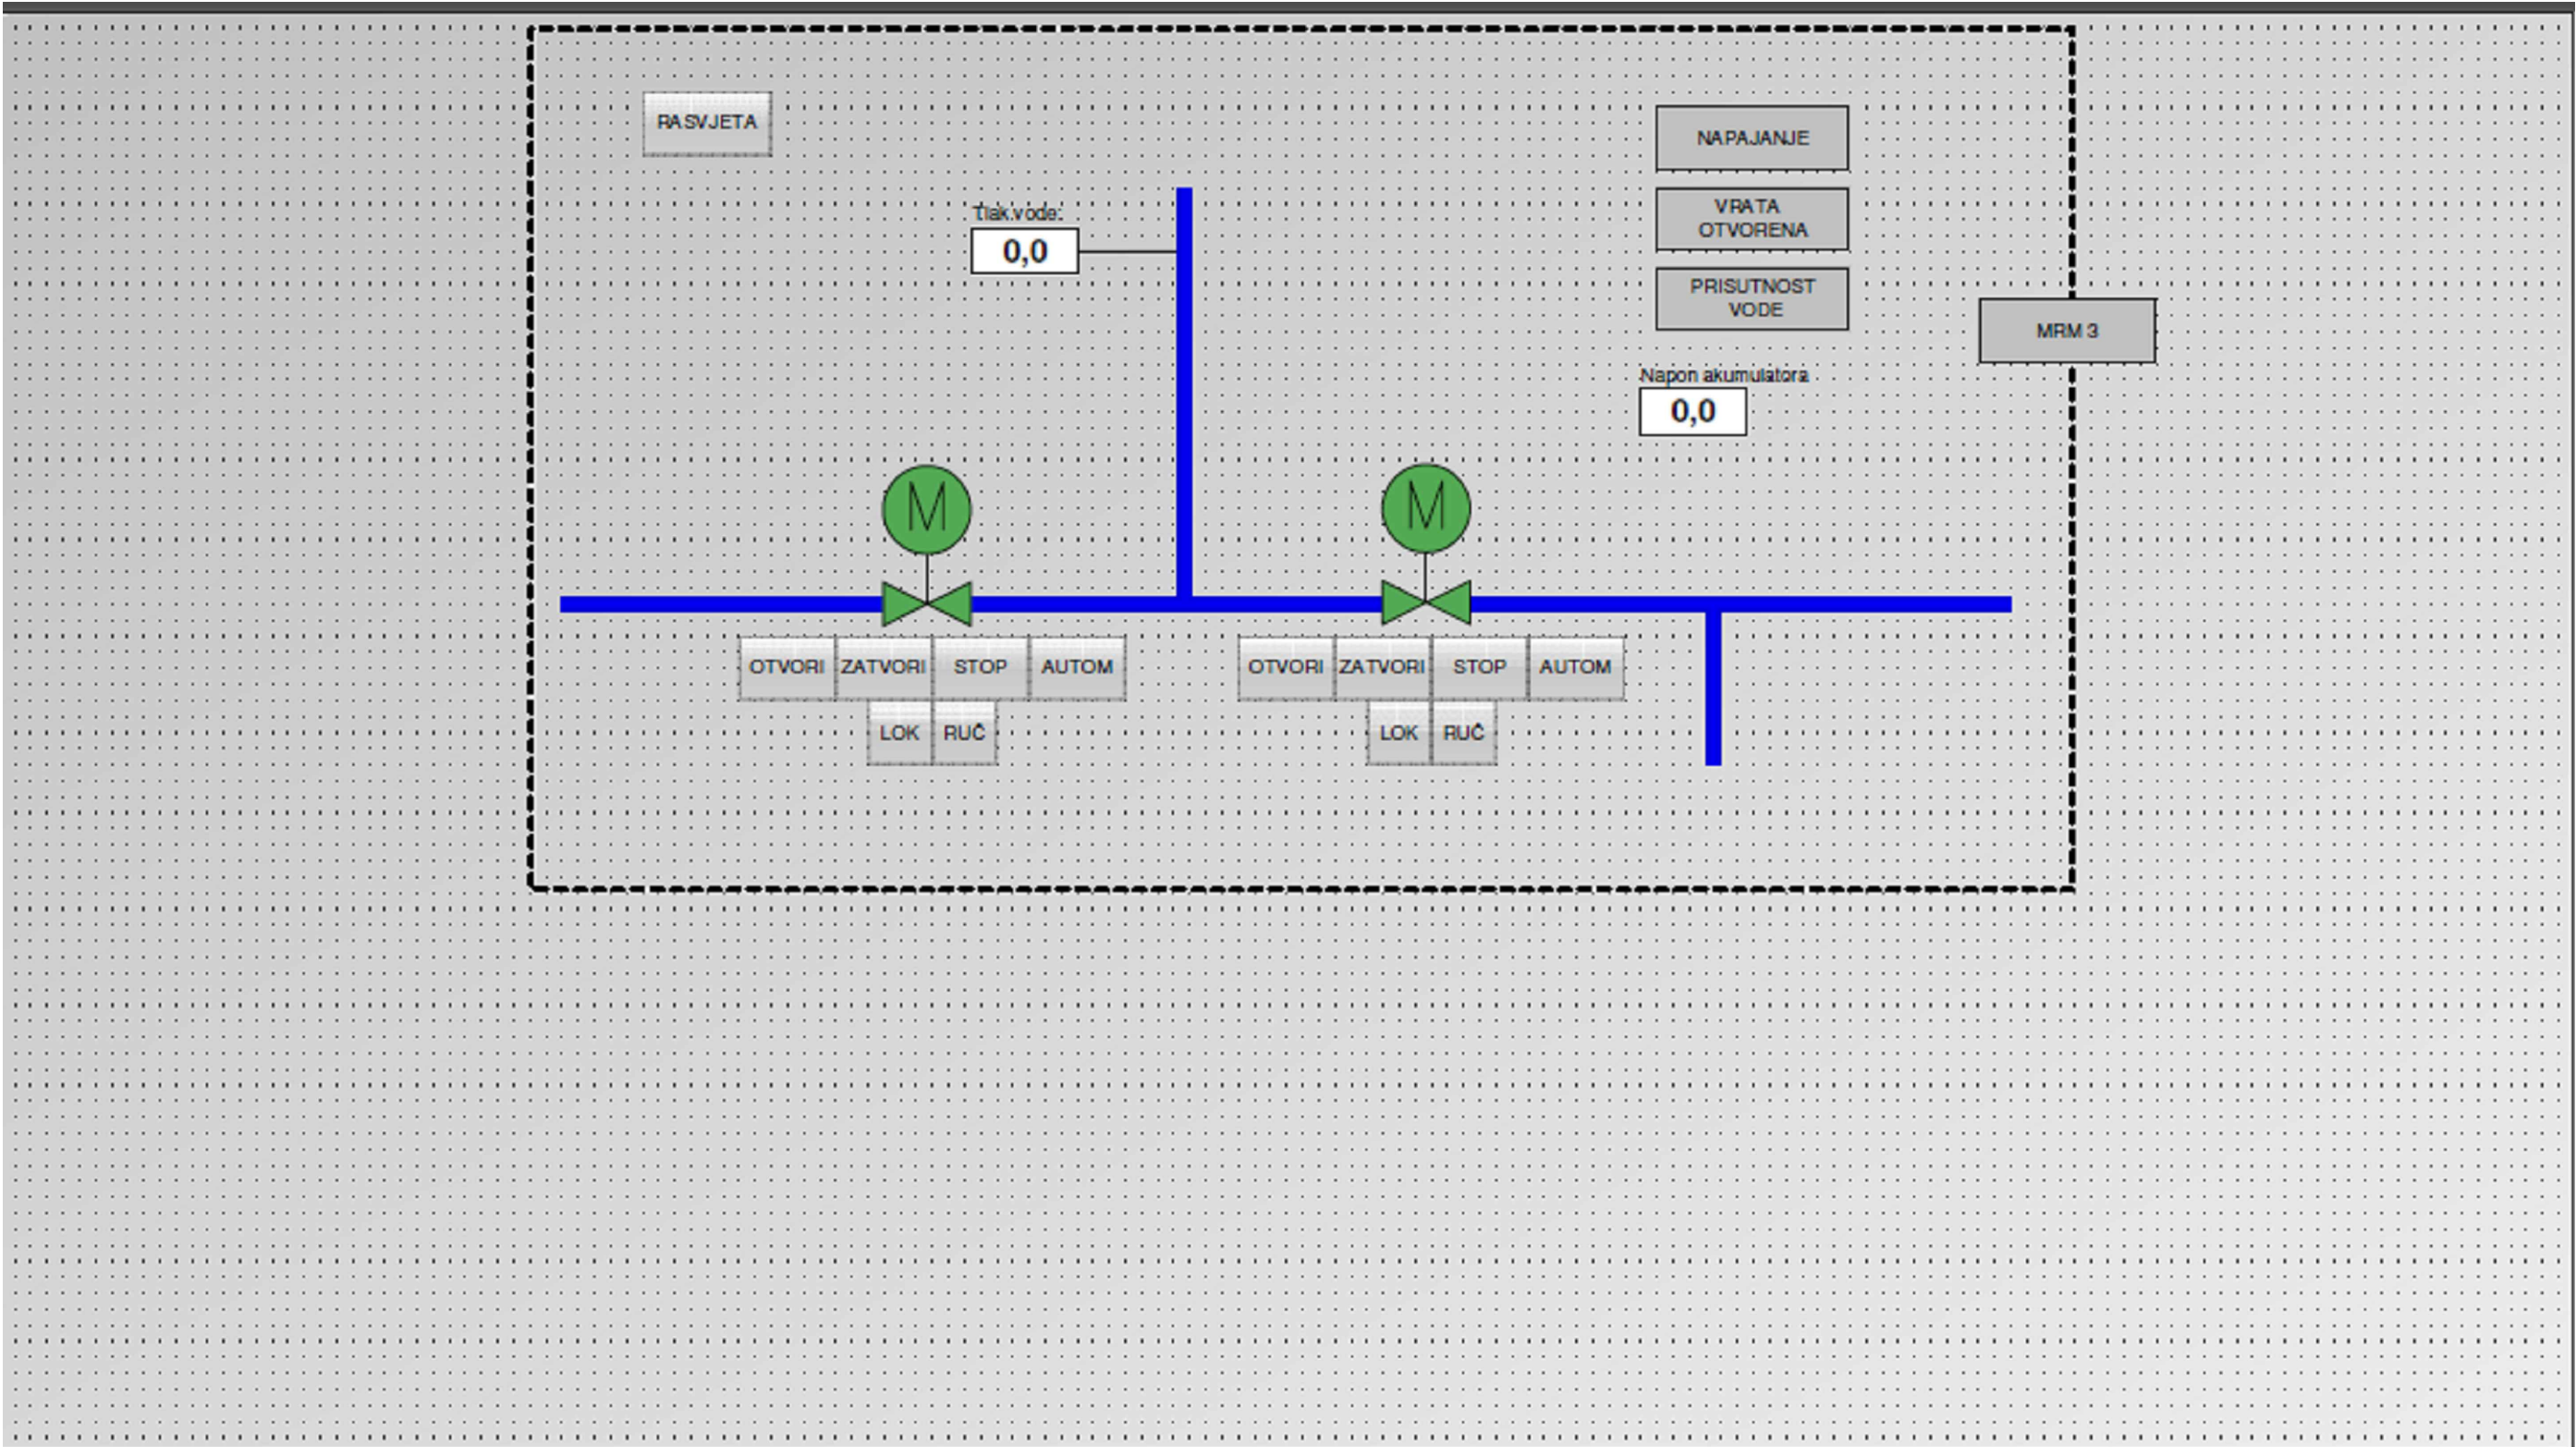 RASVJETA
NAPAJANJE
VRATA
OTVORENA
Tlak vode:
0,0
PRISUTNOST
VODE
MRM 3
Napon akumulatora
0,0
M
M
OTVORI ZATVORI STOP AUTOM
OTVORI ZATVORI STOP AUTOM
LOK RUČ
LOK RUČ